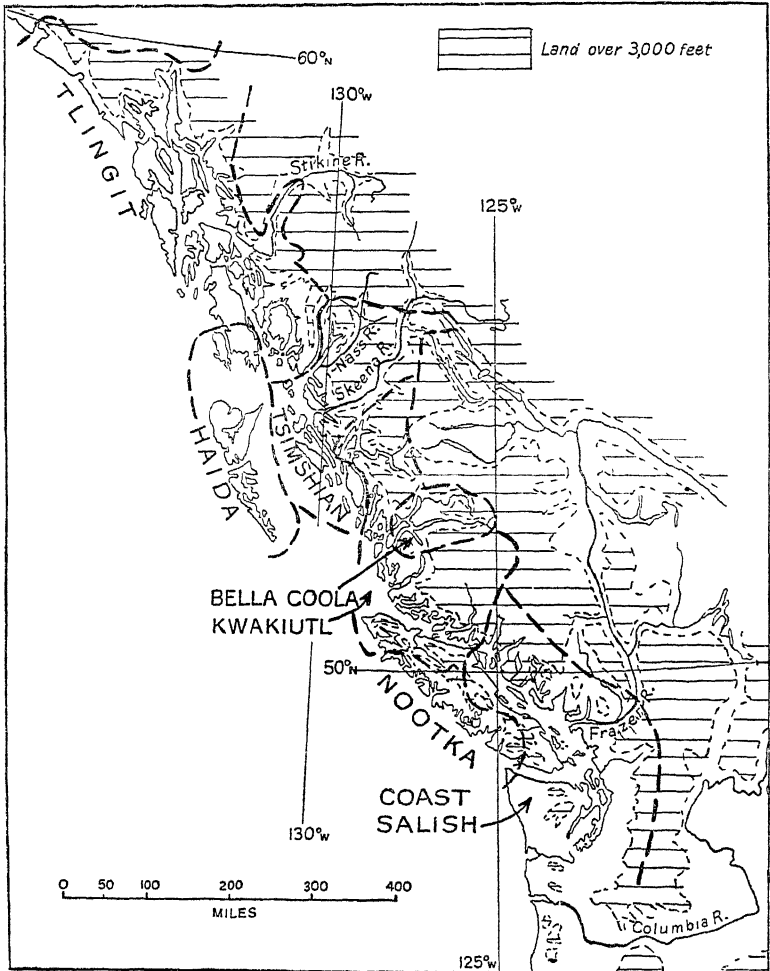 Land over 3,000 feet
60°N
130°W
TLINGIT
Stikine R.
125°W
Nass R.
Skeena R.
HAIDA
TSIMSHIAN
BELLA COOLA
KWAKIUTL
50°N
NOOTKA
Frazer R.
COAST
SALISH
130°W
0 50 100 200 300 400
MILES
Columbia R.
125°W